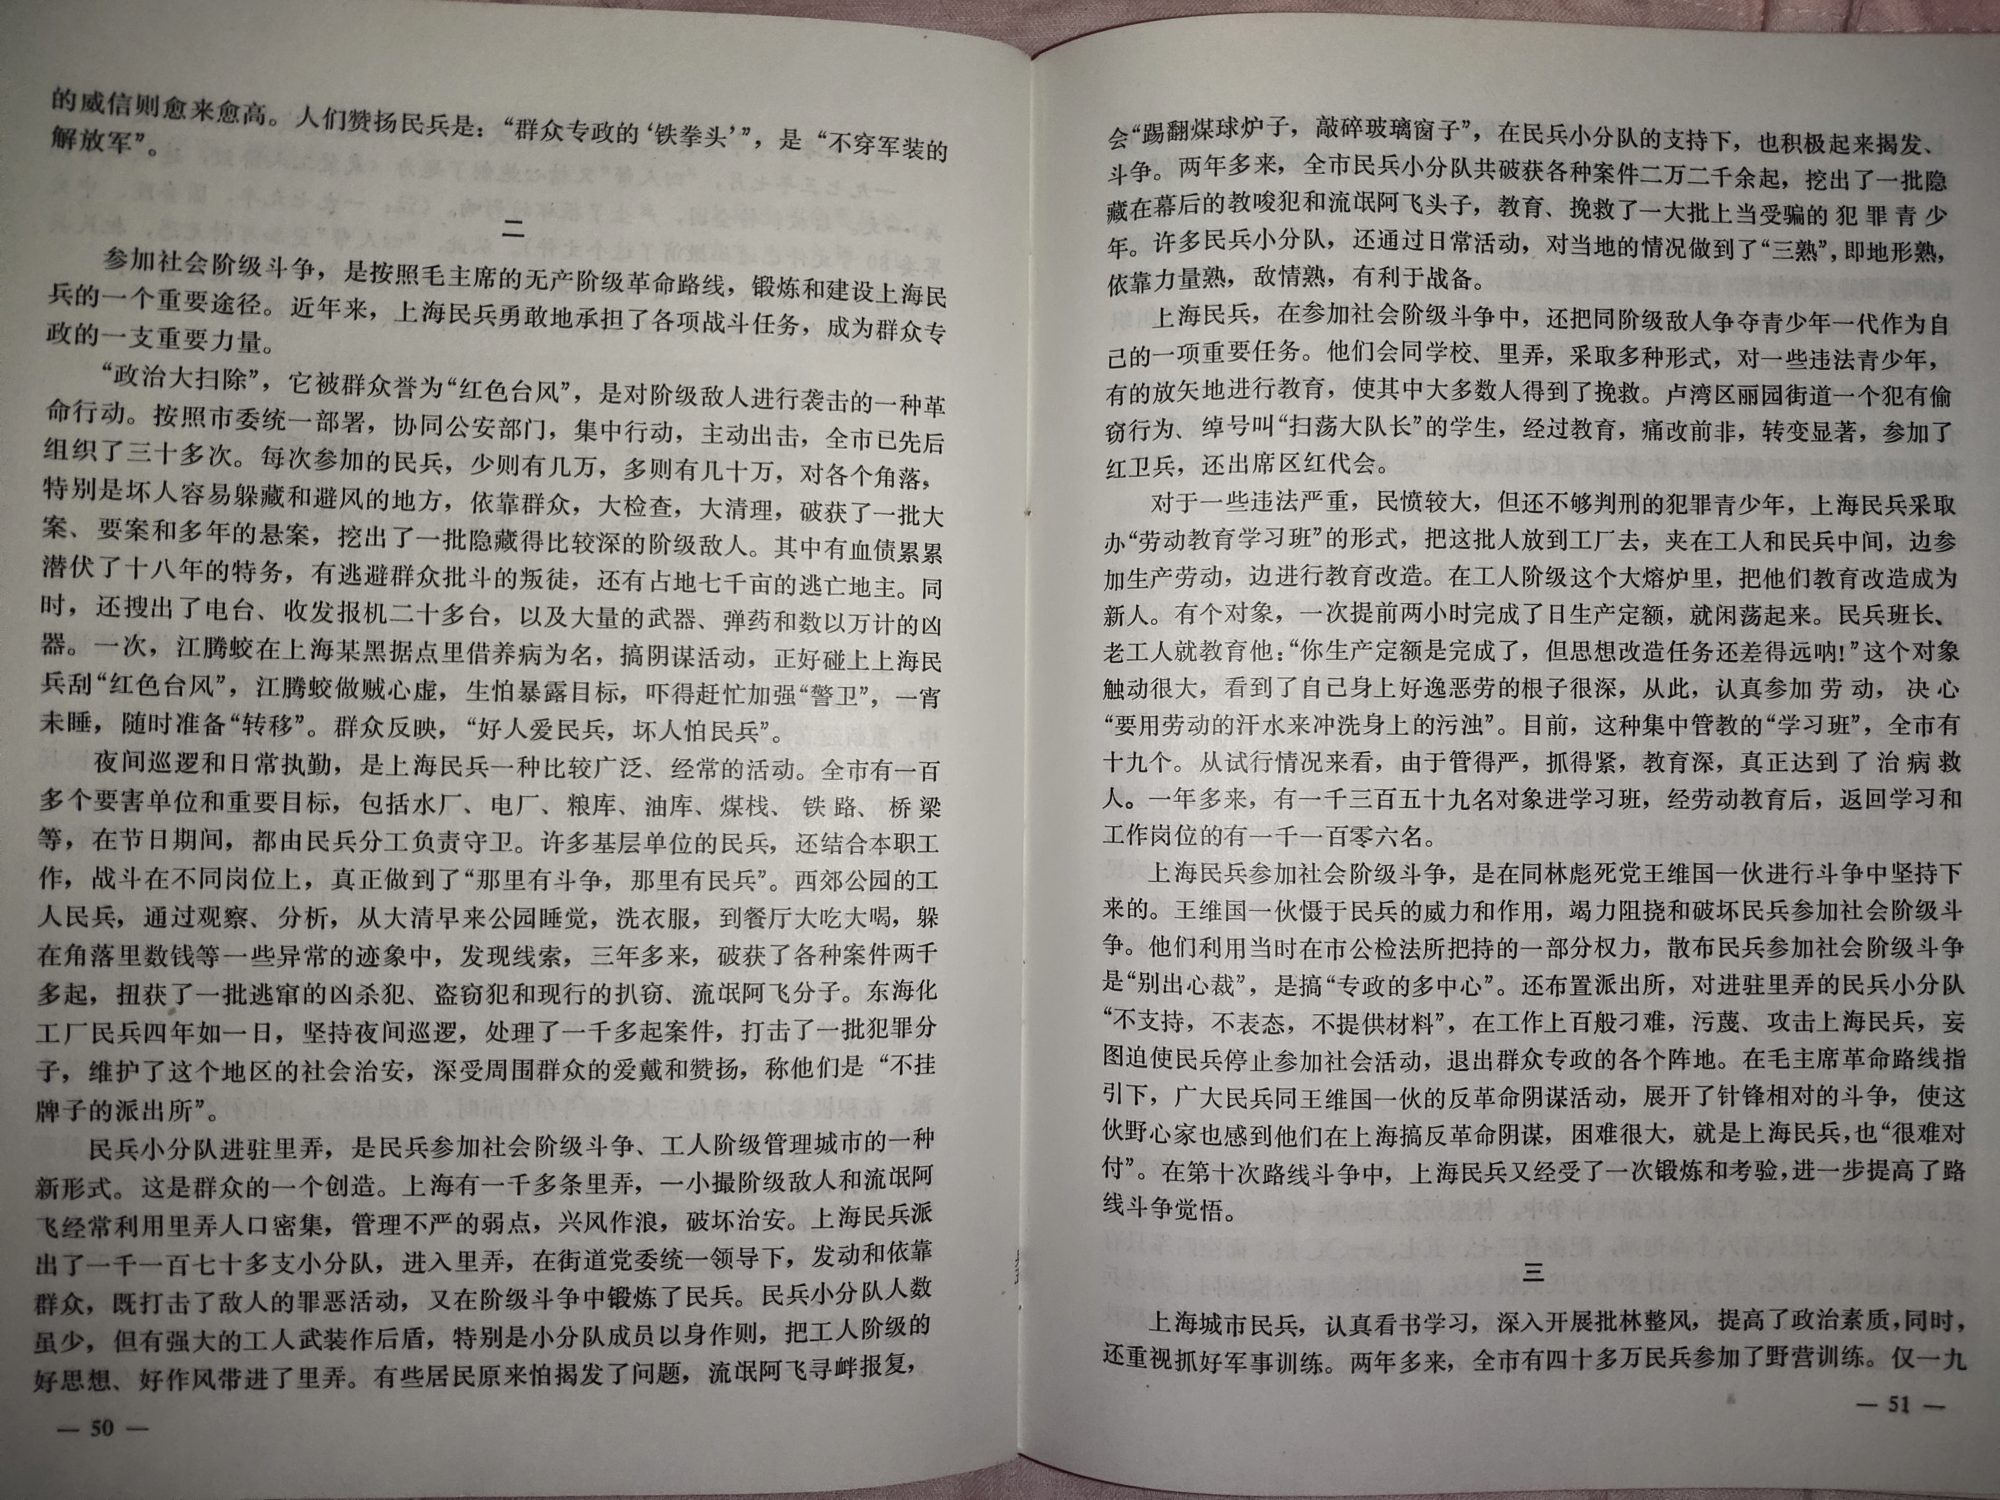 的威信则愈来愈高。人们赞扬民兵是：“群众专政的‘铁拳头’”，是“不穿军装的
解放军”。
二
参加社会阶级斗争，是按照毛主席的无产阶级革命路线，锻炼和建设上海民
兵的一个重要途径。近年来，上海民兵勇敢地承担了各项战斗任务，成为群众专
政的一支重要力量。
“政治大扫除”，它被群众誉为“红色台风”，是对阶级敌人进行袭击的一种革
命行动。按照市委统一部署，协同公安部门，集中行动，主动出击，全市已先后
组织了三十多次。每次参加的民兵，少则有几万，多则有几十万，对各个角落，
特别是坏人容易躲藏和避风的地方，依靠群众，大检查，大清理，破获了一批大
案、要案和多年的悬案，挖出了一批隐藏得比较深的阶级敌人。其中有血债累累
潜伏了十八年的特务，有逃避群众批斗的叛徒，还有占地七千亩的逃亡地主。同
时，还搜出了电台、收发报机二十多台，以及大量的武器、弹药和数以万计的凶
器。一次，江腾蛟在上海某黑据点里借养病为名，搞阴谋活动，正好碰上上海民
兵刮“红色台风”，江腾蛟做贼心虚，生怕暴露目标，吓得赶忙加强“警卫”，一宵
未睡，随时准备“转移”。群众反映，“好人爱民兵，坏人怕民兵”。
夜间巡逻和日常执勤，是上海民兵一种比较广泛、经常的活动。全市有一百
多个要害单位和重要目标，包括水厂、电厂、粮库、油库、煤栈、铁路、桥梁
等，在节日期间，都由民兵分工负责守卫。许多基层单位的民兵，还结合本职工
作，战斗在不同岗位上，真正做到了“那里有斗争，那里有民兵”。西郊公园的工
人民兵，通过观察、分析，从大清早来公园睡觉，洗衣服，到餐厅大吃大喝，躲
在角落里数钱等一些异常的迹象中，发现线索，三年多来，破获了各种案件两千
多起，扭获了一批逃窜的凶杀犯、盗窃犯和现行的扒窃、流氓阿飞分子。东海化
工厂民兵四年如一日，坚持夜间巡逻，处理了一千多起案件，打击了一批犯罪分
子，维护了这个地区的社会治安，深受周围群众的爱戴和赞扬，称他们是“不挂
牌子的派出所”。
民兵小分队进驻里弄，是民兵参加社会阶级斗争、工人阶级管理城市的一种
新形式。这是群众的一个创造。上海有一千多条里弄，一小撮阶级敌人和流氓阿
飞经常利用里弄人口密集，管理不严的弱点，兴风作浪，破坏治安。上海民兵派
出了一千一百七十多支小分队，进入里弄，在街道党委统一领导下，发动和依靠
群众，既打击了敌人的罪恶活动，又在阶级斗争中锻炼了民兵。民兵小分队人数
虽少，但有强大的工人武装作后盾，特别是小分队成员以身作则，把工人阶级的
好思想、好作风带进了里弄。有些居民原来怕揭发了问题，流氓阿飞寻衅报复，
— 50 —
会“踢翻煤球炉子，敲碎玻璃窗子”，在民兵小分队的支持下，也积极起来揭发、
斗争。两年多来，全市民兵小分队共破获各种案件二万二千余起，挖出了一批隐
藏在幕后的教唆犯和流氓阿飞头子，教育、挽救了一大批上当受骗的犯罪青少
年。许多民兵小分队，还通过日常活动，对当地的情况做到了“三熟”，即地形熟，
依靠力量熟，敌情熟，有利于战备。
上海民兵，在参加社会阶级斗争中，还把同阶级敌人争夺青少年一代作为自
己的一项重要任务。他们会同学校、里弄，采取多种形式，对一些违法青少年，
有的放矢地进行教育，使其中大多数人得到了挽救。卢湾区丽园街道一个犯有偷
窃行为、绰号叫“扫荡大队长”的学生，经过教育，痛改前非，转变显著，参加了
红卫兵，还出席区红代会。
对于一些违法严重，民愤较大，但还不够判刑的犯罪青少年，上海民兵采取
办“劳动教育学习班”的形式，把这批人放到工厂去，夹在工人和民兵中间，边参
加生产劳动，边进行教育改造。在工人阶级这个大熔炉里，把他们教育改造成为
新人。有个对象，一次提前两小时完成了日生产定额，就闲荡起来。民兵班长、
老工人就教育他：“你生产定额是完成了，但思想改造任务还差得远呐！”这个对象
触动很大，看到了自己身上好逸恶劳的根子很深，从此，认真参加劳动，决心
“要用劳动的汗水来冲洗身上的污浊”。目前，这种集中管教的“学习班”，全市有
十九个。从试行情况来看，由于管得严，抓得紧，教育深，真正达到了治病救
人。一年多来，有一千三百五十九名对象进学习班，经劳动教育后，返回学习和
工作岗位的有一千一百零六名。
上海民兵参加社会阶级斗争，是在同林彪死党王维国一伙进行斗争中坚持下
来的。王维国一伙慑于民兵的威力和作用，竭力阻挠和破坏民兵参加社会阶级斗
争。他们利用当时在市公检法所把持的一部分权力，散布民兵参加社会阶级斗争
是“别出心裁”，是搞“专政的多中心”。还布置派出所，对进驻里弄的民兵小分队
“不支持，不表态，不提供材料”，在工作上百般刁难，污蔑、攻击上海民兵，妄
图迫使民兵停止参加社会活动，退出群众专政的各个阵地。在毛主席革命路线指
引下，广大民兵同王维国一伙的反革命阴谋活动，展开了针锋相对的斗争，使这
伙野心家也感到他们在上海搞反革命阴谋，困难很大，就是上海民兵，也“很难对
付”。在第十次路线斗争中，上海民兵又经受了一次锻炼和考验，进一步提高了路
线斗争觉悟。
三
上海城市民兵，认真看书学习，深入开展批林整风，提高了政治素质，同时，
还重视抓好军事训练。两年多来，全市有四十多万民兵参加了野营训练。仅一九
— 51 —